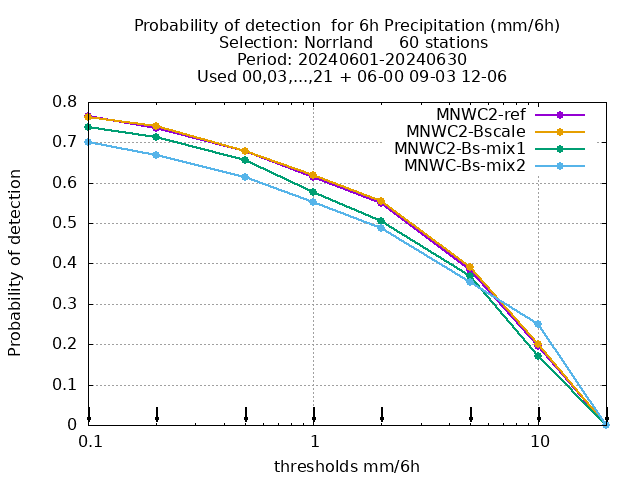 Probability of detection  for 6h Precipitation (mm/6h)
Selection: Norrland     60 stations
Period: 20240601-20240630
Used 00,03,...,21 + 06-00 09-03 12-06
MNWC2-ref
MNWC2-Bscale
MNWC2-Bs-mix1
MNWC-Bs-mix2
Probability of detection
0.8
0.7
0.6
0.5
0.4
0.3
0.2
0.1
0
0.1
1
10
thresholds mm/6h